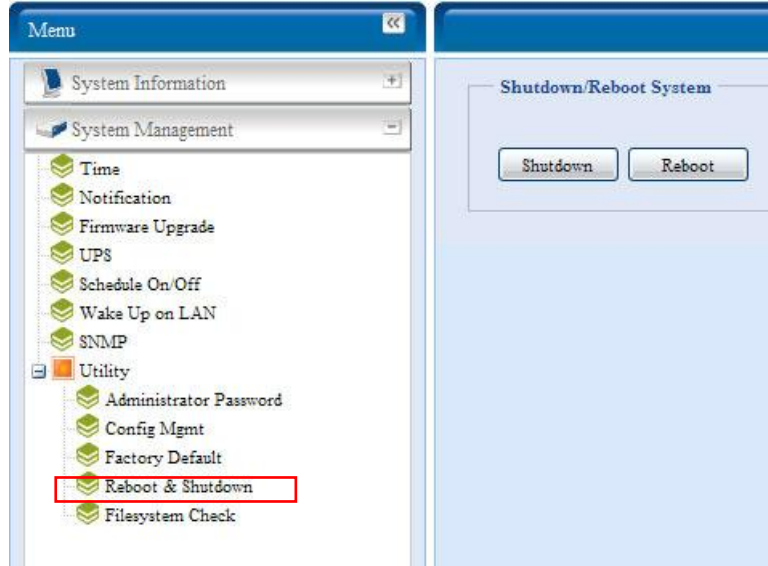 Menu
System Information
System Management
Time
Notification
Firmware Upgrade
UPS
Schedule On/Off
Wake Up on LAN
SNMP
Utility
Administrator Password
Config Mgmt
Factory Default
Reboot & Shutdown
Filesystem Check
Shutdown/Reboot System
Shutdown Reboot